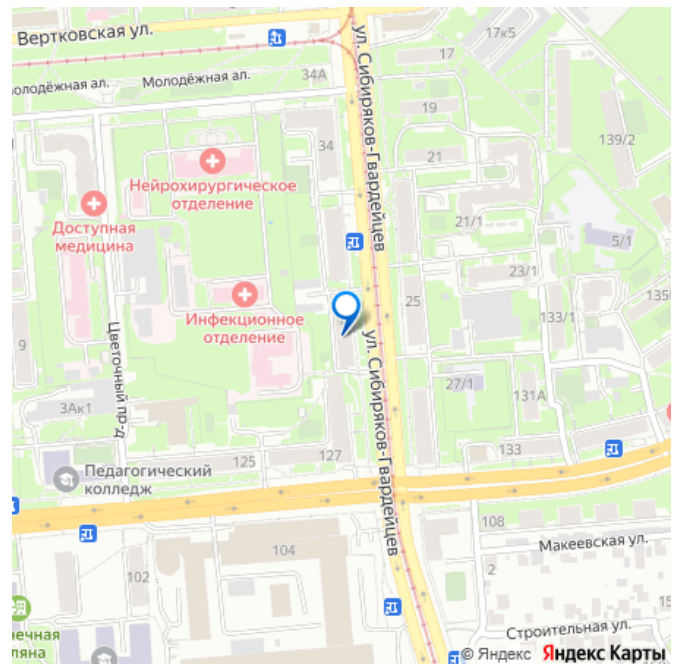 Вертковская ул.
17к5
17
34А
Молодёжная ал.
олодёжная ал.
19
34
139/2
21
ул. Сибиряков-Гвардейцев
Нейрохирургическое
отделение
Доступная
медицина
21/1
5/1
23/1
25
135
133/1
Инфекционное
отделение
ул. Сибиряков-Гвардейцев
9
Цветочный пр-д
27/1
131А
3Ак1
133
125
127
Педагогический
колледж
108
104
Макеевская ул.
102
2
15
нечная
ляна
Строительная ул.
© Яндекс Яндекс Карты